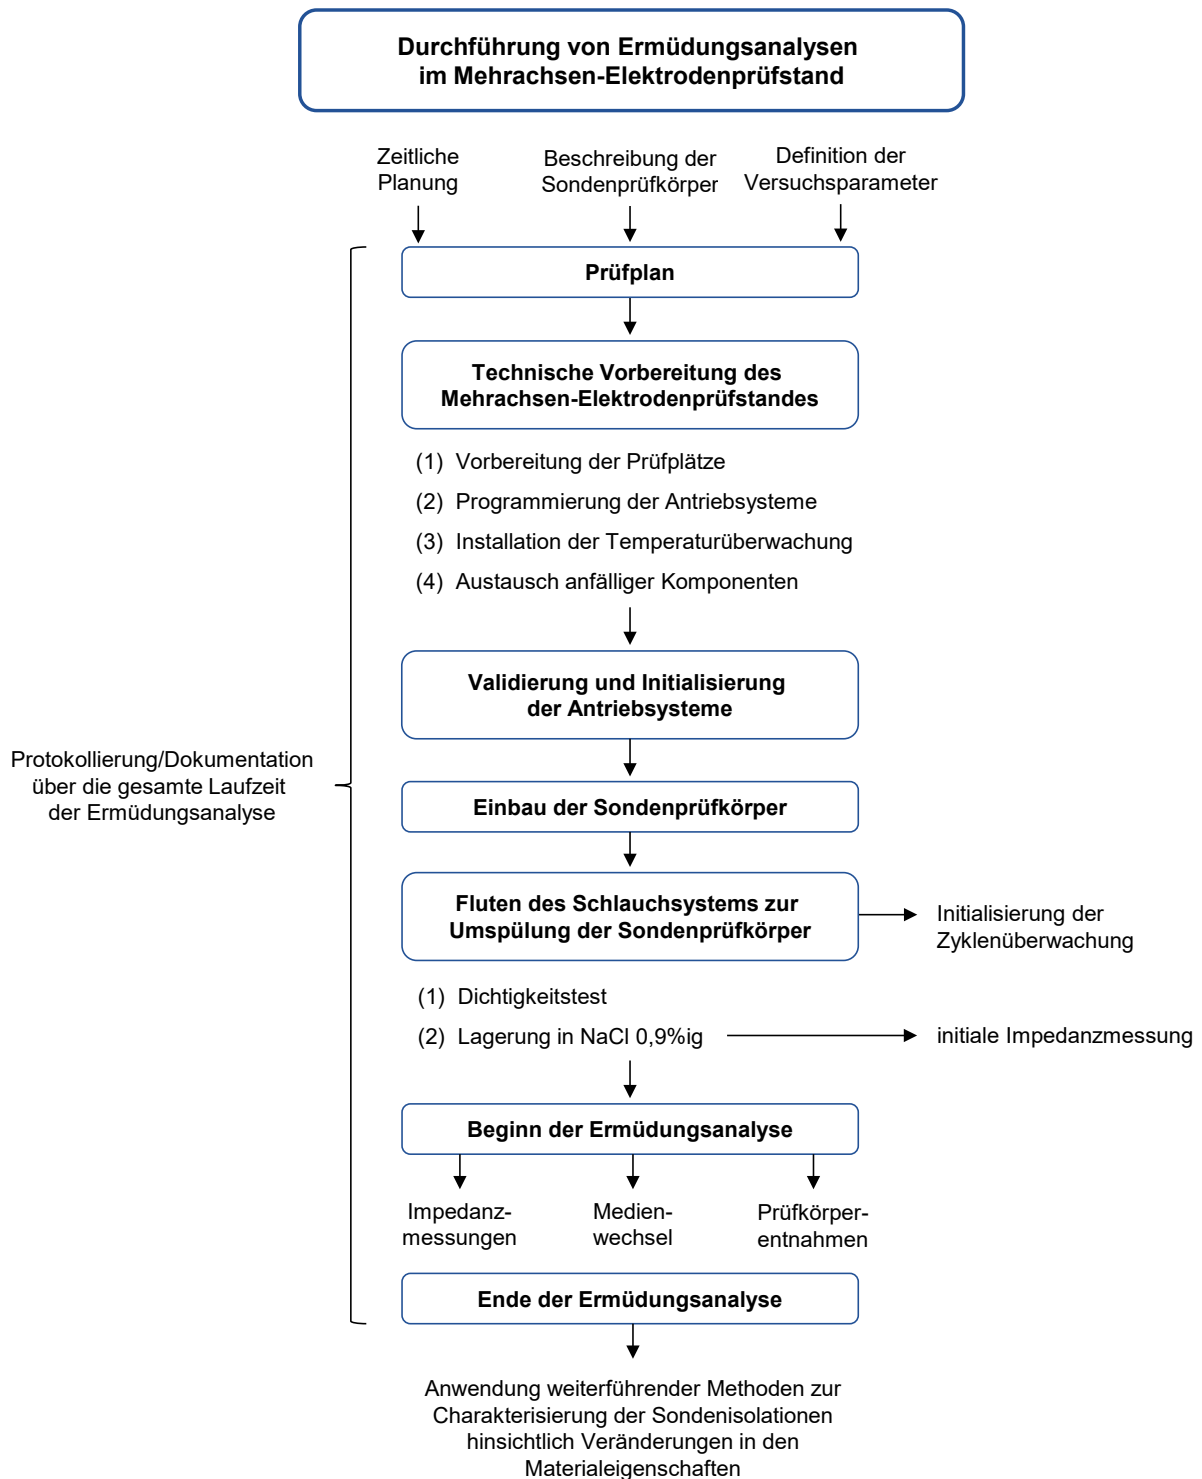 Durchführung von Ermüdungsanalysen
im Mehrachsen-Elektrodenprüfstand
Zeitliche
Planung
Beschreibung der
Sondenprüfkörper
Definition der
Versuchsparameter
Prüfplan
Technische Vorbereitung des
Mehrachsen-Elektrodenprüfstandes
(1) Vorbereitung der Prüfplätze
(2) Programmierung der Antriebsysteme
(3) Installation der Temperaturüberwachung
(4) Austausch anfälliger Komponenten
Validierung und Initialisierung
der Antriebsysteme
Protokollierung/Dokumentation
über die gesamte Laufzeit
der Ermüdungsanalyse
Einbau der Sondenprüfkörper
Fluten des Schlauchsystems zur
Umspülung der Sondenprüfkörper
Initialisierung der
Zyklenüberwachung
(1) Dichtigkeitstest
(2) Lagerung in NaCl 0,9%ig
initiale Impedanzmessung
Beginn der Ermüdungsanalyse
Impedanz-
messungen
Medien-
wechsel
Prüfkörper-
entnahmen
Ende der Ermüdungsanalyse
Anwendung weiterführender Methoden zur
Charakterisierung der Sondenisolationen
hinsichtlich Veränderungen in den
Materialeigenschaften